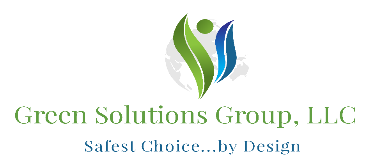 Green Solutions Group, LLC
Safest Choice...by Design